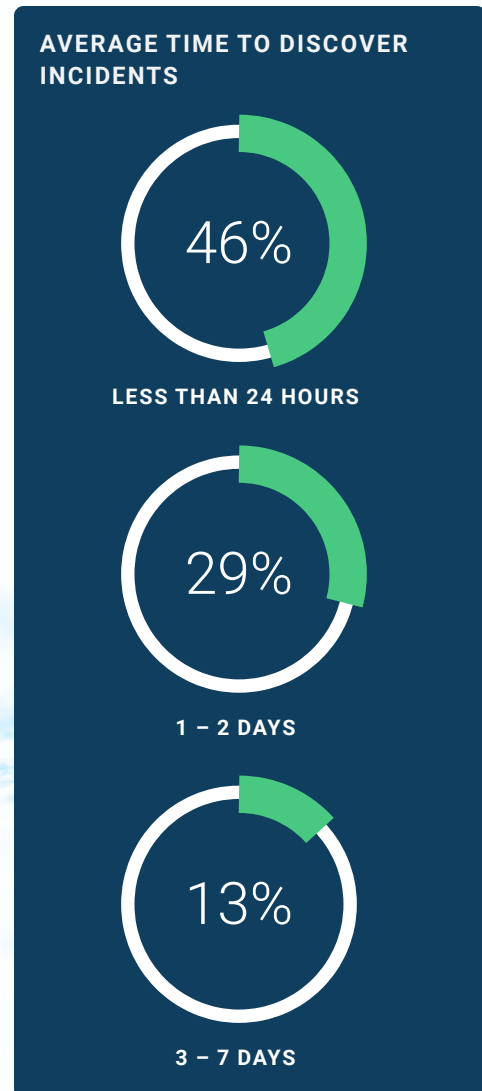 AVERAGE TIME TO DISCOVER
INCIDENTS
46%
LESS THAN 24 HOURS
29%
1 – 2 DAYS
13%
3 – 7 DAYS